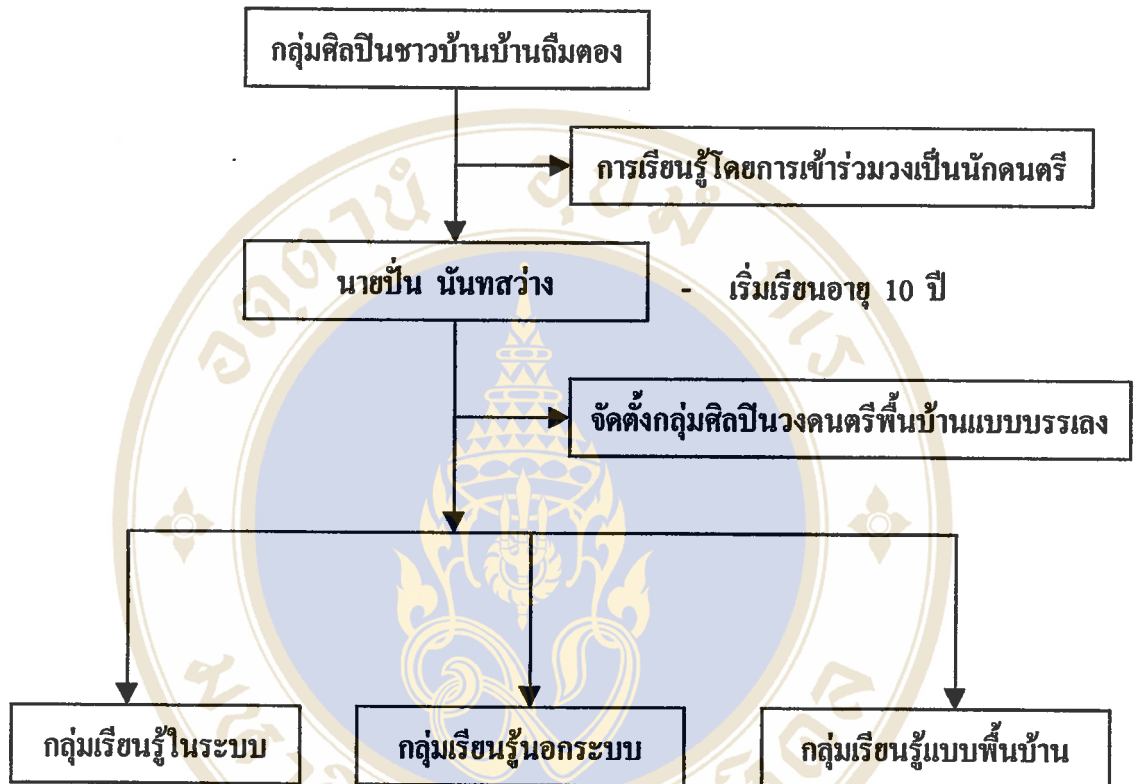 กลุ่มศิลปินชาวบ้านบ้านถืมตอง
การเรียนรู้โดยการเข้าร่วมวงเป็นนักดนตรี
นายปั่น นันทสว่าง - เริ่มเรียนอายุ 10 ปี
จัดตั้งกลุ่มศิลปินวงดนตรีพื้นบ้านแบบบรรเลง
กลุ่มเรียนรู้ในระบบ กลุ่มเรียนรู้นอกระบบ กลุ่มเรียนรู้แบบพื้นบ้าน